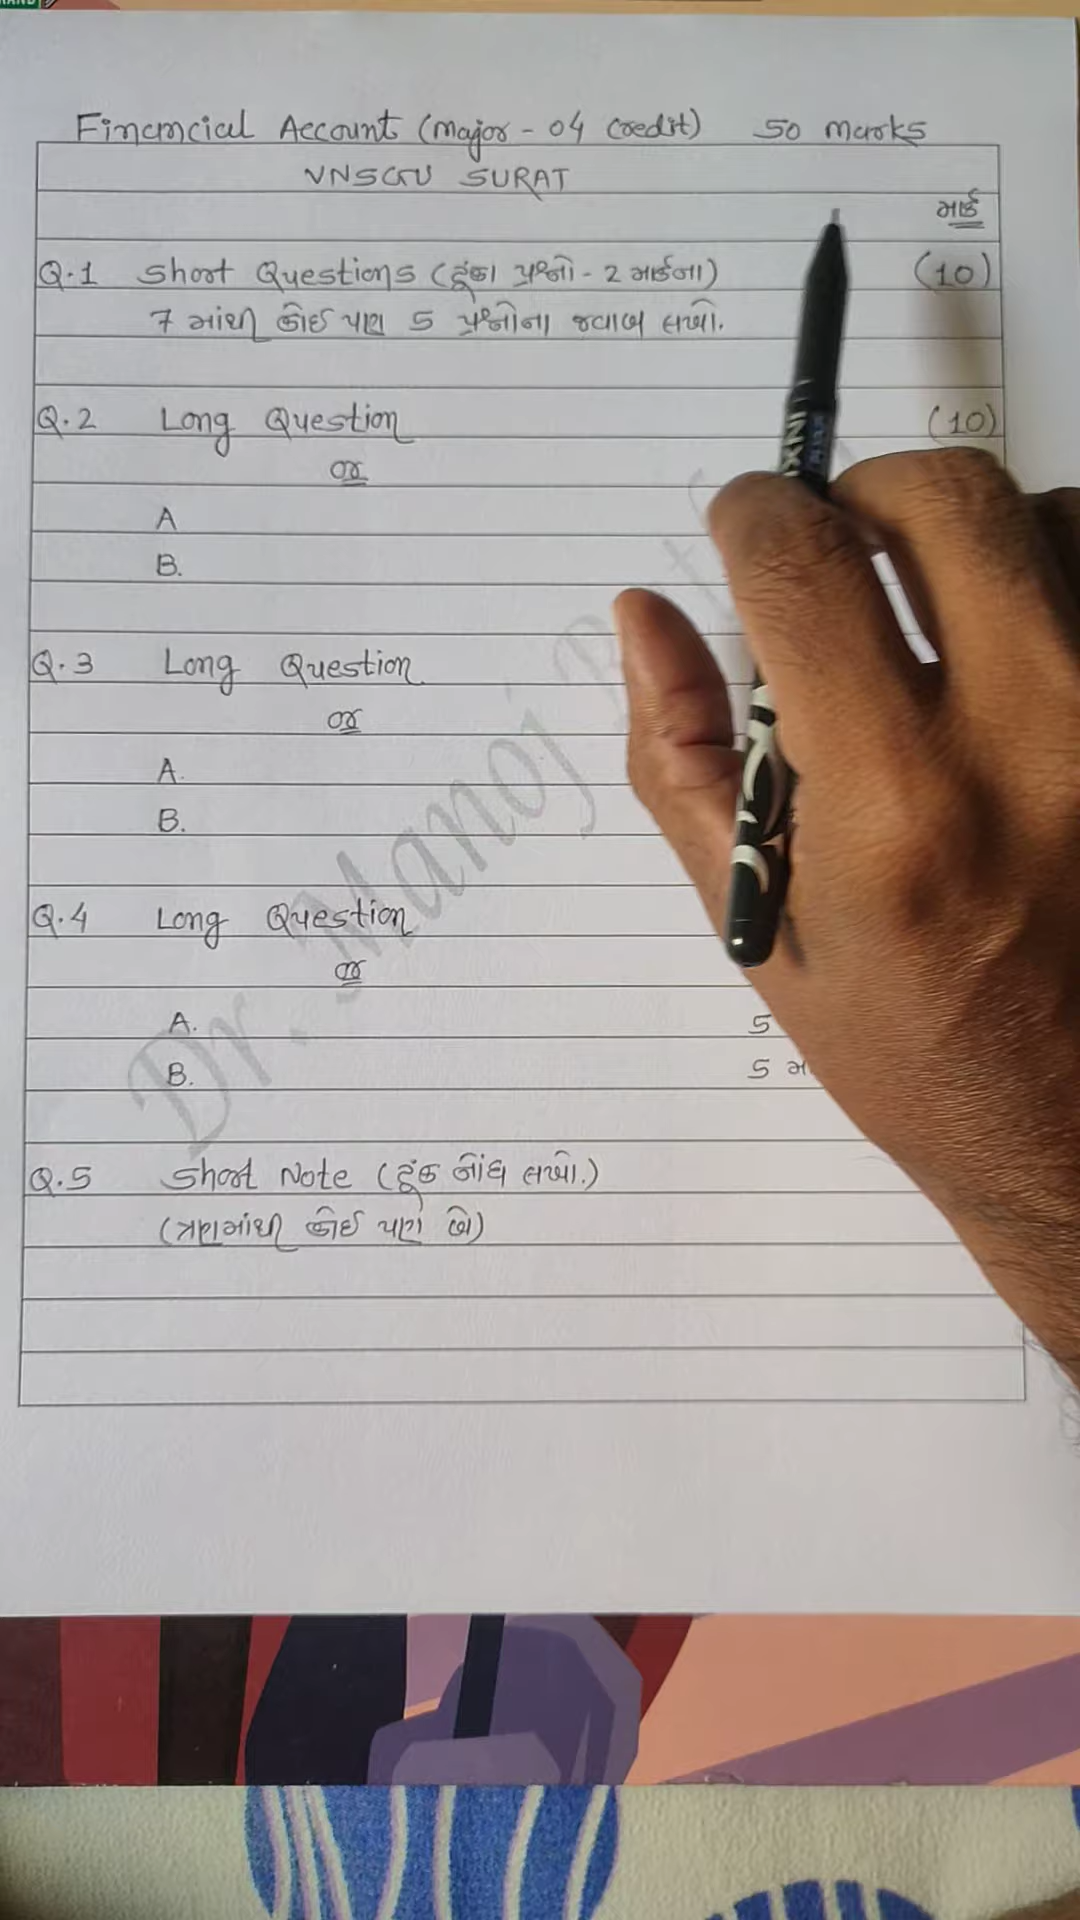 Financial Account (Major - 04 Credit) 50 marks
VNSGU SURAT
માર્ક
Q.1 Short Questions (ટૂંકા પ્રશ્નો - 2 માર્કના) (10)
7 માંથી કોઈ પણ 5 પ્રશ્નોના જવાબ લખો.
Q.2 Long Question (10)
OR
A
B.
Q.3 Long Question
OR
A.
B.
Q.4 Long Question
OR
A. 5
B. 5
Q.5 Short Note (ટૂંક નોંધ લખો.)
(ત્રણમાંથી કોઈ પણ બે)
Dr. Manoj